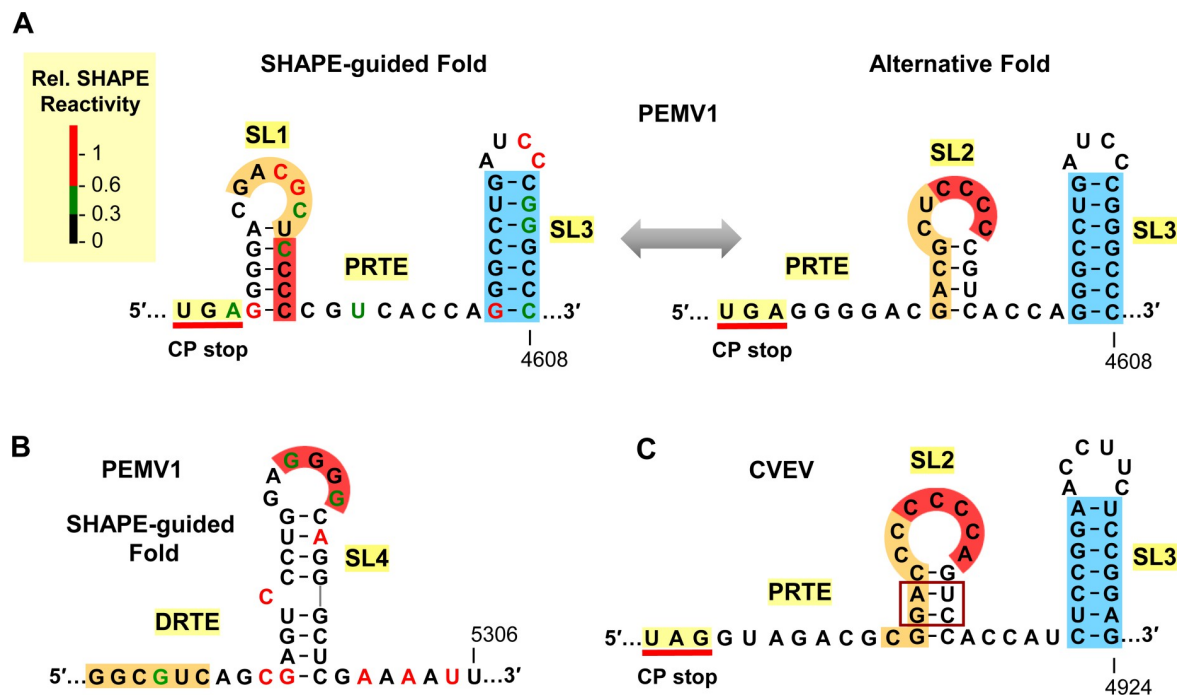 A
SHAPE-guided Fold
Alternative Fold
Rel. SHAPE
Reactivity
1
0.6
0.3
0
PEMV1
SL1
G A C G C
C U
A C
G-C
G-C
G-C
PRTE
A U C C
G-C
U-G
C-G
C-G
G-C
G-C
SL3
5′... U G A G-C C G U C A C C A G-C ...3′
CP stop
4608
SL2
U C C C C
C C
G-C
C-G
A-U
PRTE
A U C C
G-C
U-G
C-G
C-G
G-C
G-C
SL3
5′... U G A G G G G A C G-C A C C A G-C ...3′
CP stop
4608
B
PEMV1
SHAPE-guided
Fold
G A G G G G
G-C
U A
C-G
C-G
C
U-G
G-C
A-U
SL4
DRTE
5306
5′... G G C G U C A G C G-C G A A A A U U ...3′
C
CVEV
SL2
C C C C C C A
C-G
A-U
G-C
PRTE
A C C U U C
A-U
G-C
G-C
C-G
C-G
U-A
SL3
5′... U A G G U A G A C G C G-C A C C A U C-G ...3′
CP stop
4924